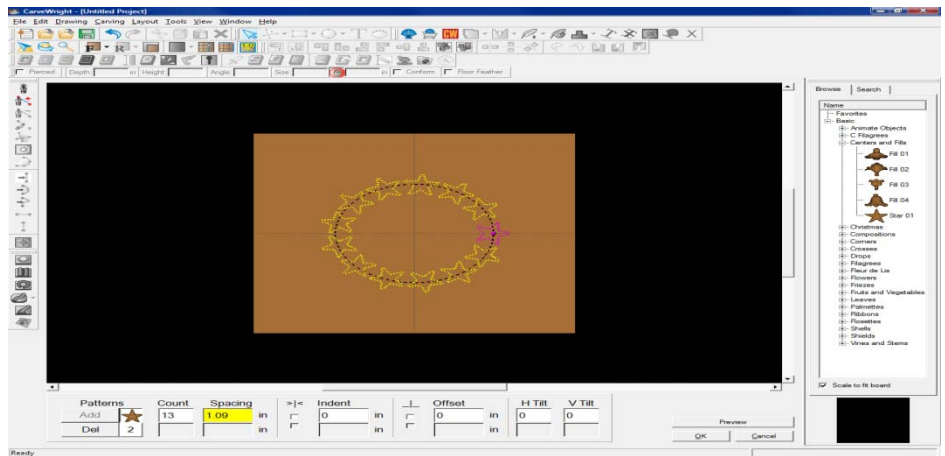 CarveWright - [Untitled Project]
File Edit Drawing Carving Layout Tools View Window Help
Pierced Depth: in Height: Angle: Size: in Conform Floor Feather
Browse Search
Name
Favorites
Basic
Animate Objects
C Filagrees
Centers and Fills
Fill 01
Fill 02
Fill 03
Fill 04
Star 01
Christmas
Compositions
Corners
Crosses
Drops
Filagrees
Fleur de Lis
Flowers
Friezes
Fruits and Vegetables
Leaves
Palmettes
Ribbons
Rosettes
Shells
Shields
Vines and Stems
Scale to fit board
Patterns Count Spacing >|< Indent _|_ Offset H Tilt V Tilt
Add 13 1.09 in 0 in 0 in 0 0
Del 2 in in in
Preview
OK Cancel
Ready